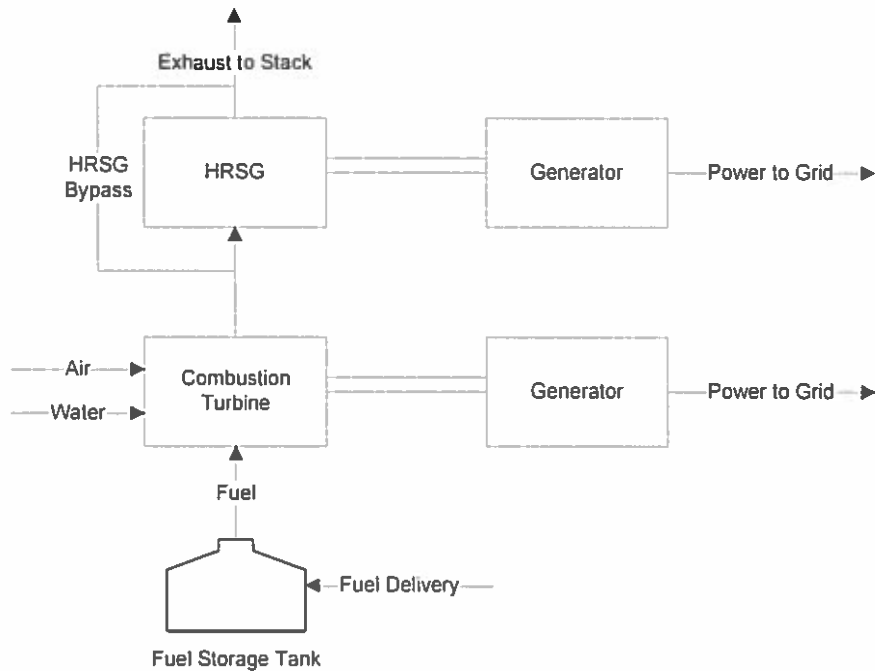 Exhaust to Stack
HRSG
Bypass
HRSG
Generator
Power to Grid
Air
Water
Combustion
Turbine
Generator
Power to Grid
Fuel
Fuel Delivery
Fuel Storage Tank